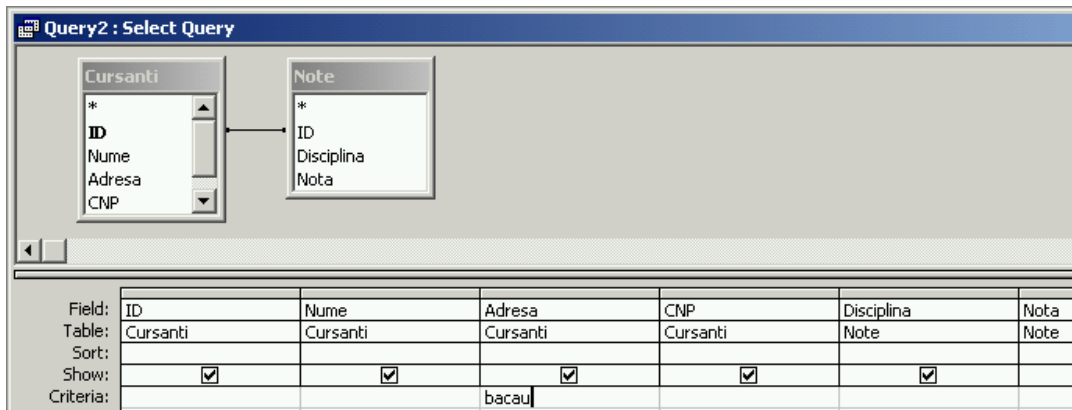 Query2 : Select Query
Cursanti
*
ID
Nume
Adresa
CNP
Note
*
ID
Disciplina
Nota
Field: ID Nume Adresa CNP Disciplina Nota
Table: Cursanti Cursanti Cursanti Cursanti Note Note
Sort:
Show:
Criteria: bacau